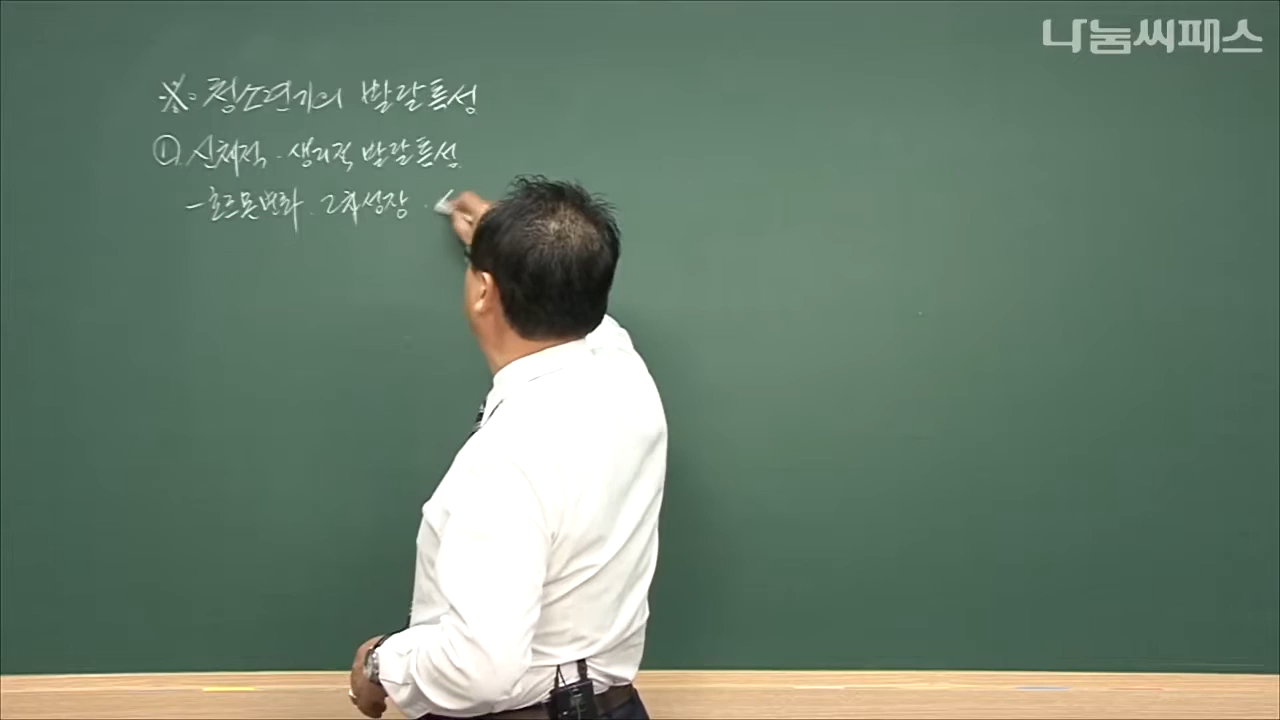 나눔씨패스
※. 청소년기의 발달특성
①. 신체적. 생리적 발달특성.
- 호르몬변화. 2차성장.